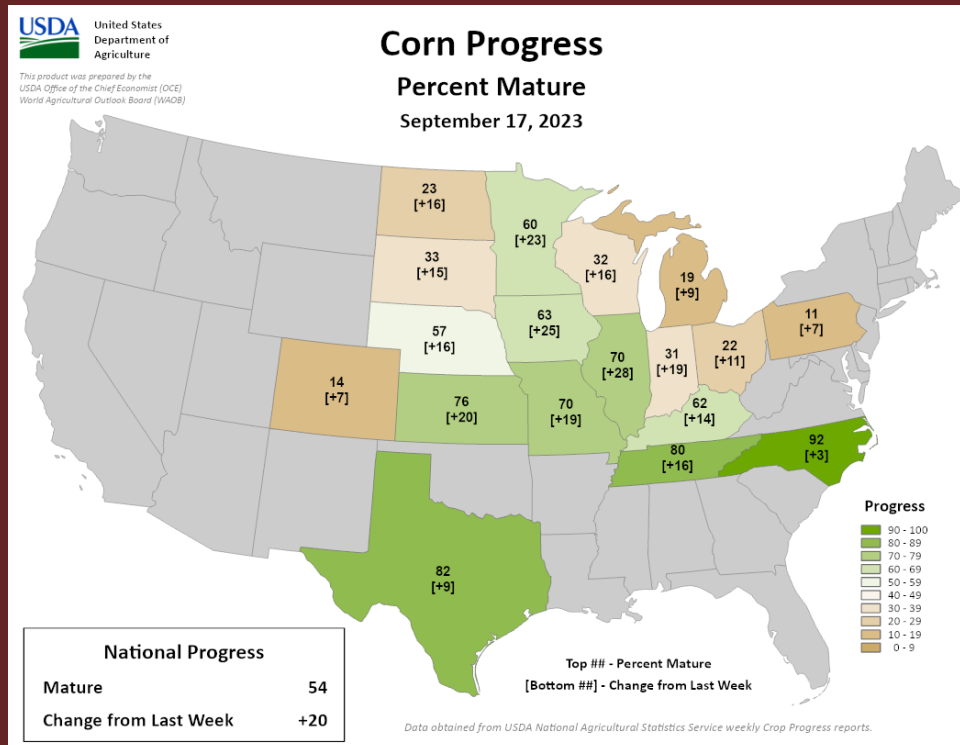 USDA
United States
Department of
Agriculture
This product was prepared by the
USDA Office of the Chief Economist (OCE)
World Agricultural Outlook Board (WAOB)
Corn Progress
Percent Mature
September 17, 2023
23
[+16]
60
[+23]
33
[+15]
32
[+16]
19
[+9]
57
[+16]
63
[+25]
11
[+7]
14
[+7]
76
[+20]
70
[+19]
70
[+28]
31
[+19]
22
[+11]
62
[+14]
80
[+16]
92
[+3]
82
[+9]
Progress
90 - 100
80 - 89
70 - 79
60 - 69
50 - 59
40 - 49
30 - 39
20 - 29
10 - 19
0 - 9
National Progress
Mature 54
Change from Last Week +20
Top ## - Percent Mature
[Bottom ##] - Change from Last Week
Data obtained from USDA National Agricultural Statistics Service weekly Crop Progress reports.